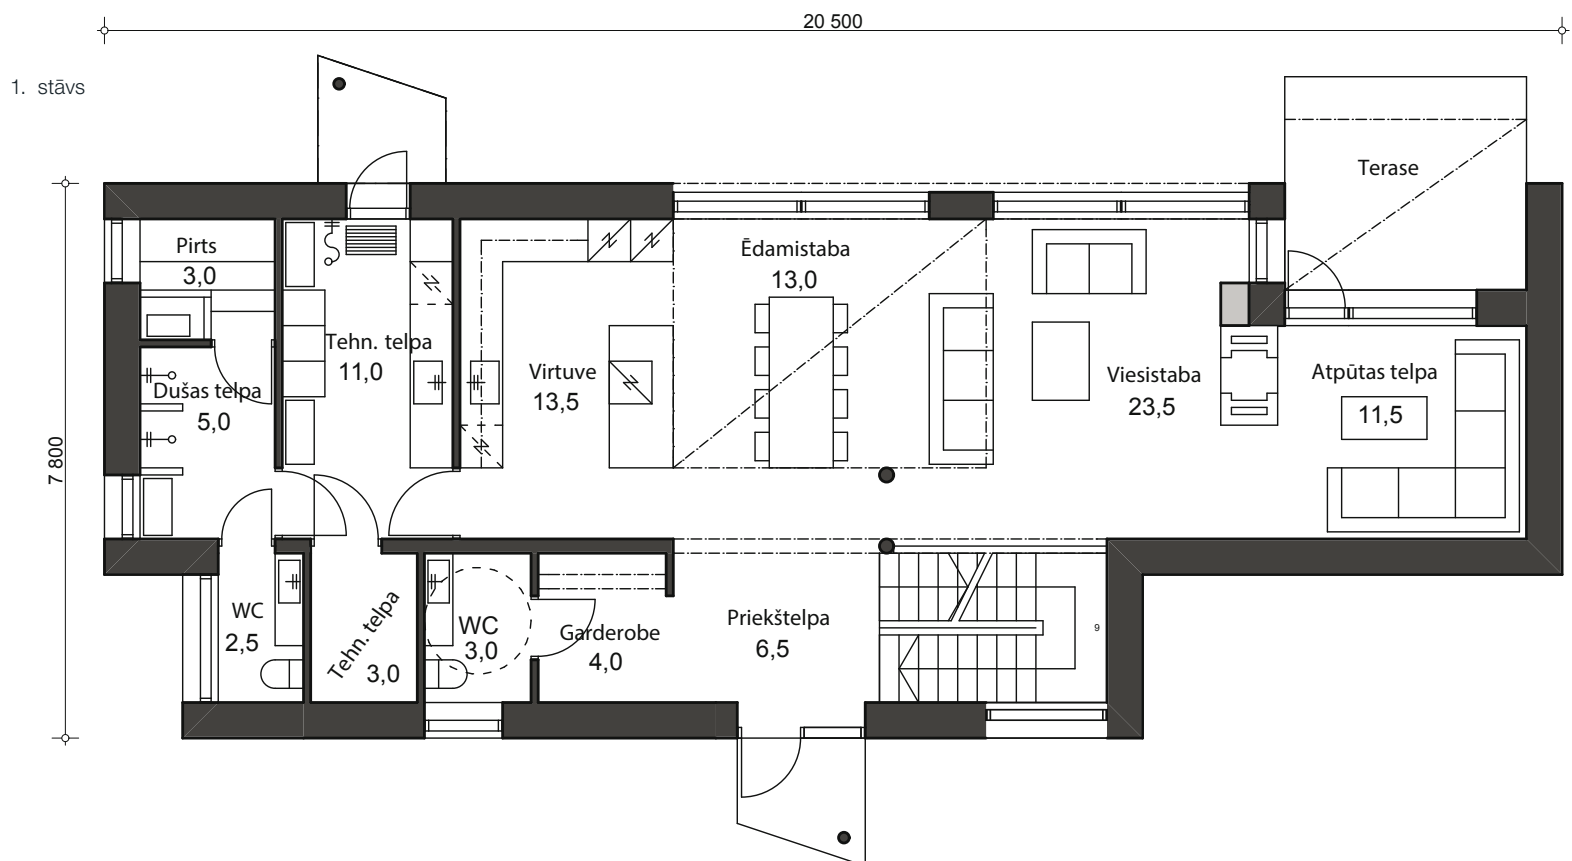 20 500
1. stāvs
Terase
Pirts
3,0
Ēdamistaba
13,0
Tehn. telpa
11,0
Virtuve
13,5
Viesistaba
23,5
Atpūtas telpa
11,5
Dušas telpa
5,0
7 800
WC
2,5
Tehn. telpa
3,0
WC
3,0
Garderobe
4,0
Priekštelpa
6,5
9